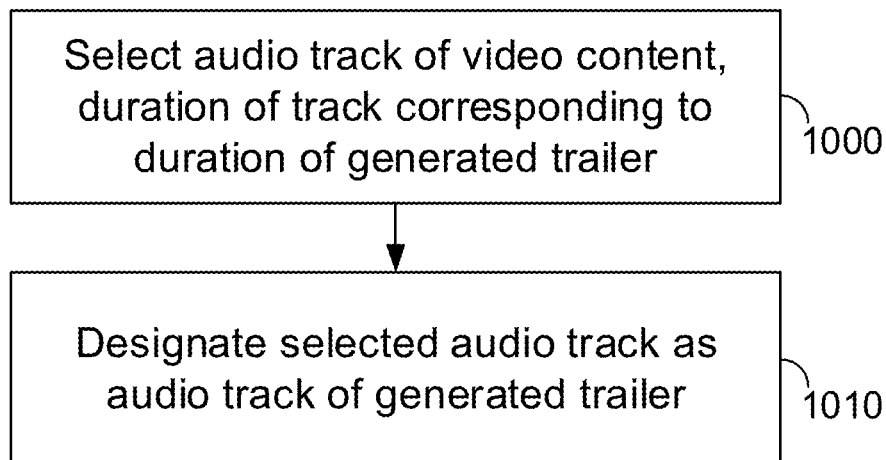 Select audio track of video content,
duration of track corresponding to
duration of generated trailer
1000
Designate selected audio track as
audio track of generated trailer
1010